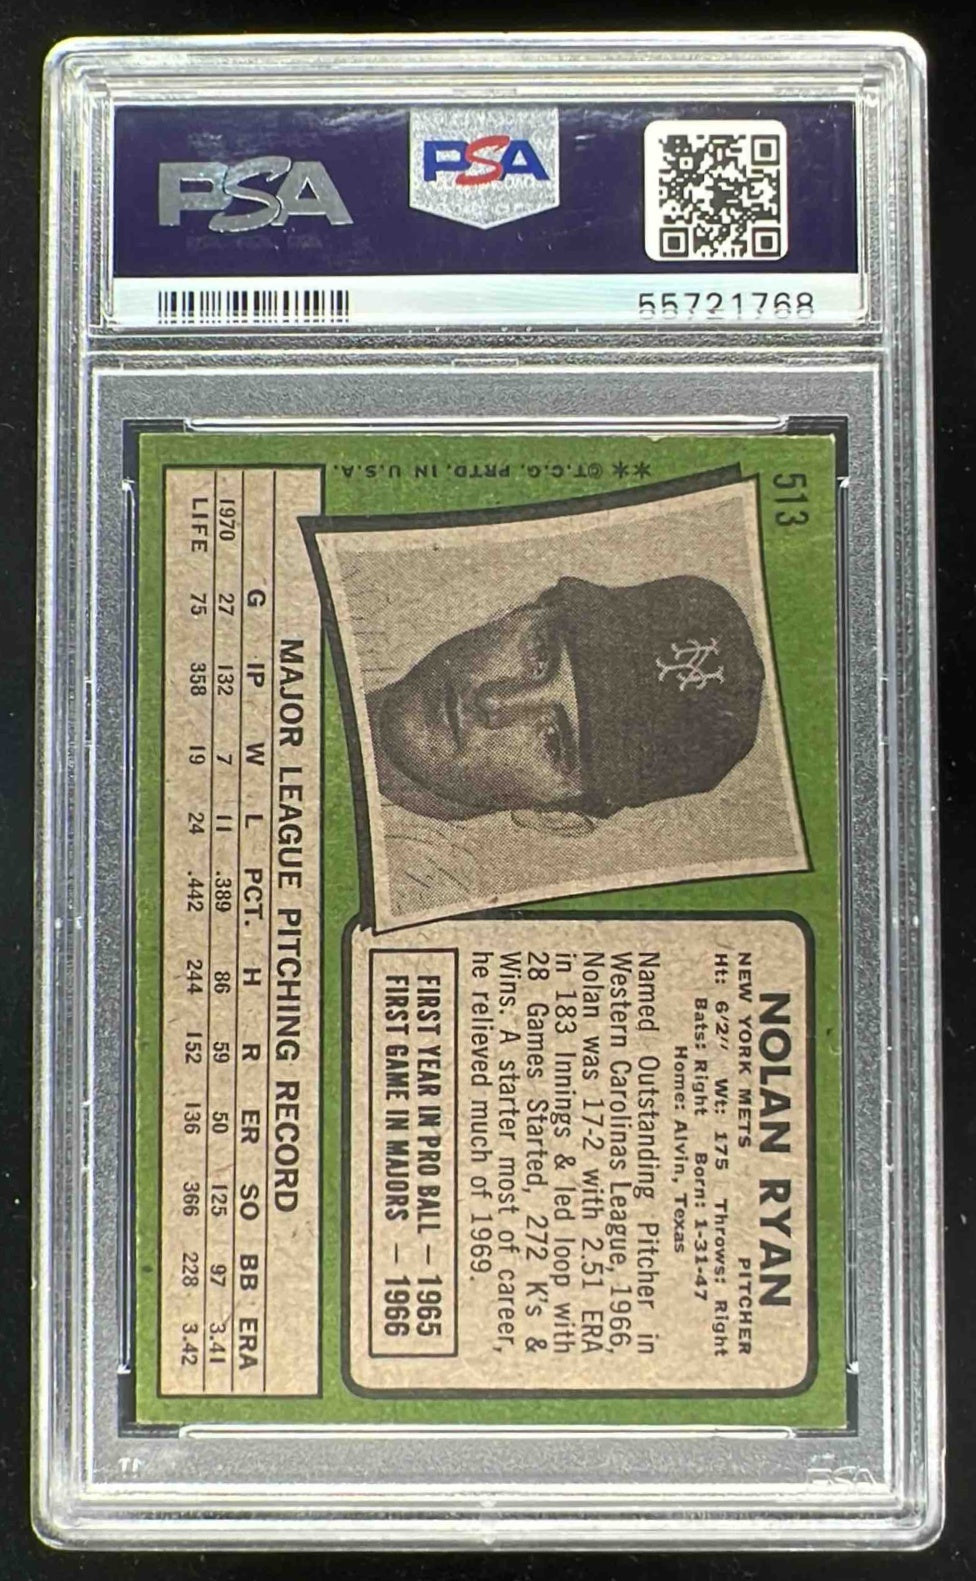 PSA
PSA
55721768
513
** ©T.C.G. PRTD. IN U.S.A.
NOLAN RYAN
NEW YORK METS PITCHER
Ht: 6'2" Wt: 175 Throws: Right
Bats: Right Born: 1-31-47
Home: Alvin, Texas
Named Outstanding Pitcher in
Western Carolinas League, 1966,
Nolan was 17-2 with 2.51 ERA
in 183 Innings & led loop with
28 Games Started, 272 K's &
Wins. A starter most of career,
he relieved much of 1969.
FIRST YEAR IN PRO BALL — 1965
FIRST GAME IN MAJORS — 1966
MAJOR LEAGUE PITCHING RECORD
G IP W L PCT. H R ER SO BB ERA
1970 27 132 7 11 .389 86 59 50 125 97 3.41
LIFE 75 358 19 24 .442 244 152 136 366 228 3.42
PSA